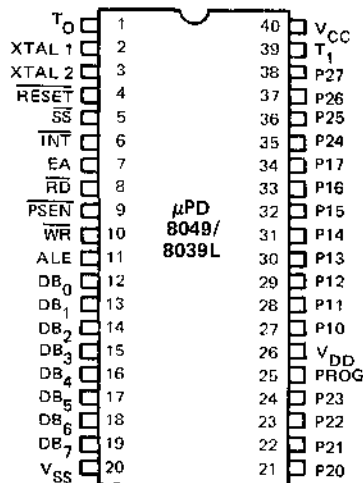 T0 1 40 VCC
XTAL 1 2 39 T1
XTAL 2 3 38 P27
RESET 4 37 P26
SS 5 36 P25
INT 6 35 P24
EA 7 34 P17
RD 8 33 P16
PSEN 9 32 P15
WR 10 31 P14
ALE 11 30 P13
DB0 12 29 P12
DB1 13 28 P11
DB2 14 27 P10
DB3 15 26 VDD
DB4 16 25 PROG
DB5 17 24 P23
DB6 18 23 P22
DB7 19 22 P21
VSS 20 21 P20
μPD
8049/
8039L